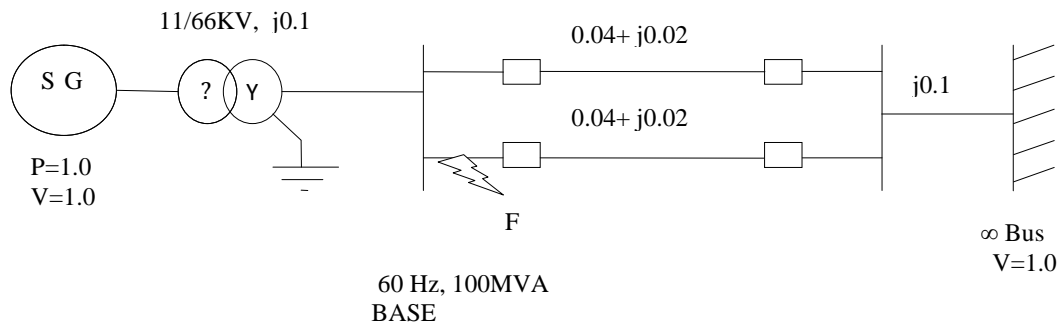 11/66KV, j0.1
0.04+ j0.02
S G
?
Y
j0.1
0.04+ j0.02
P=1.0
V=1.0
F
∞ Bus
V=1.0
60 Hz, 100MVA
BASE